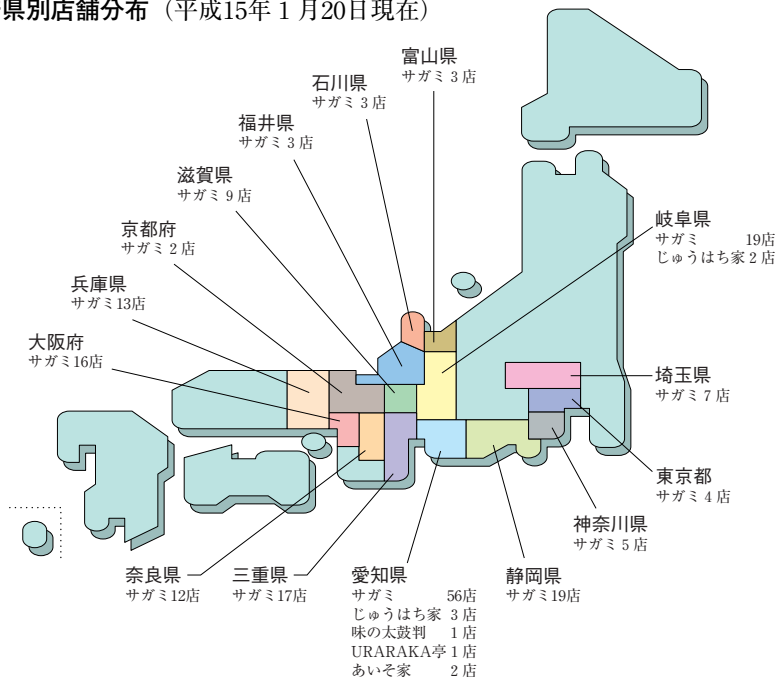 県別店舗分布（平成15年1月20日現在）
富山県
サガミ 3店
石川県
サガミ 3店
福井県
サガミ 3店
滋賀県
サガミ 9店
京都府
サガミ 2店
兵庫県
サガミ13店
大阪府
サガミ16店
岐阜県
サガミ 19店
じゅうはち家 2店
埼玉県
サガミ 7店
東京都
サガミ 4店
神奈川県
サガミ 5店
静岡県
サガミ19店
愛知県
サガミ 56店
じゅうはち家 3店
味の太鼓判 1店
URARAKA亭 1店
あいそ家 2店
三重県
サガミ17店
奈良県
サガミ12店